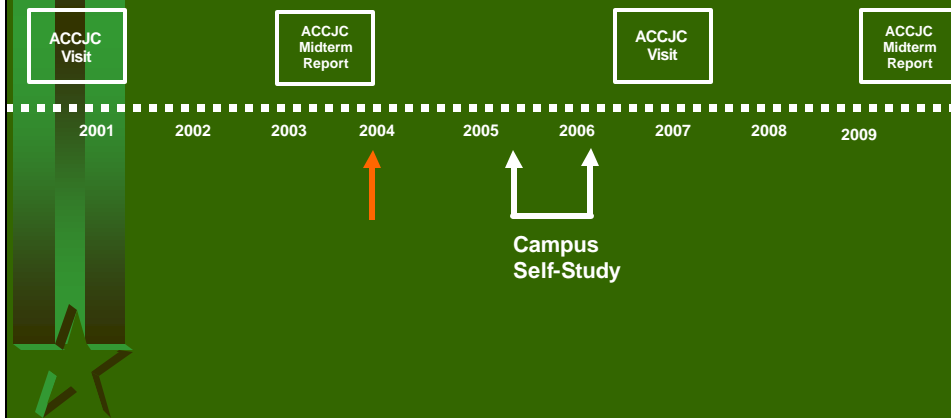 ACCJC
Visit
ACCJC
Midterm
Report
ACCJC
Visit
ACCJC
Midterm
Report
2001 2002 2003 2004 2005 2006 2007 2008 2009
Campus
Self-Study